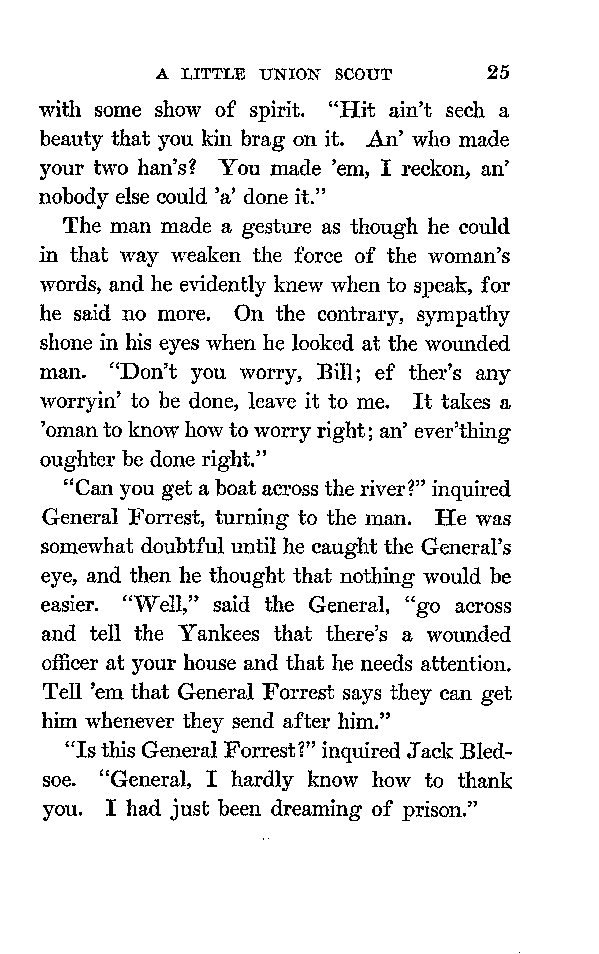 A LITTLE UNION SCOUT 25
with some show of spirit. “Hit ain’t sech a
beauty that you kin brag on it. An’ who made
your two han’s? You made ’em, I reckon, an’
nobody else could ’a’ done it.”
The man made a gesture as though he could
in that way weaken the force of the woman’s
words, and he evidently knew when to speak, for
he said no more. On the contrary, sympathy
shone in his eyes when he looked at the wounded
man. “Don’t you worry, Bill; ef ther’s any
worryin’ to be done, leave it to me. It takes a
’oman to know how to worry right; an’ ever’thing
oughter be done right.”
“Can you get a boat across the river?” inquired
General Forrest, turning to the man. He was
somewhat doubtful until he caught the General’s
eye, and then he thought that nothing would be
easier. “Well,” said the General, “go across
and tell the Yankees that there’s a wounded
officer at your house and that he needs attention.
Tell ’em that General Forrest says they can get
him whenever they send after him.”
“Is this General Forrest?” inquired Jack Bled-
soe. “General, I hardly know how to thank
you. I had just been dreaming of prison.”